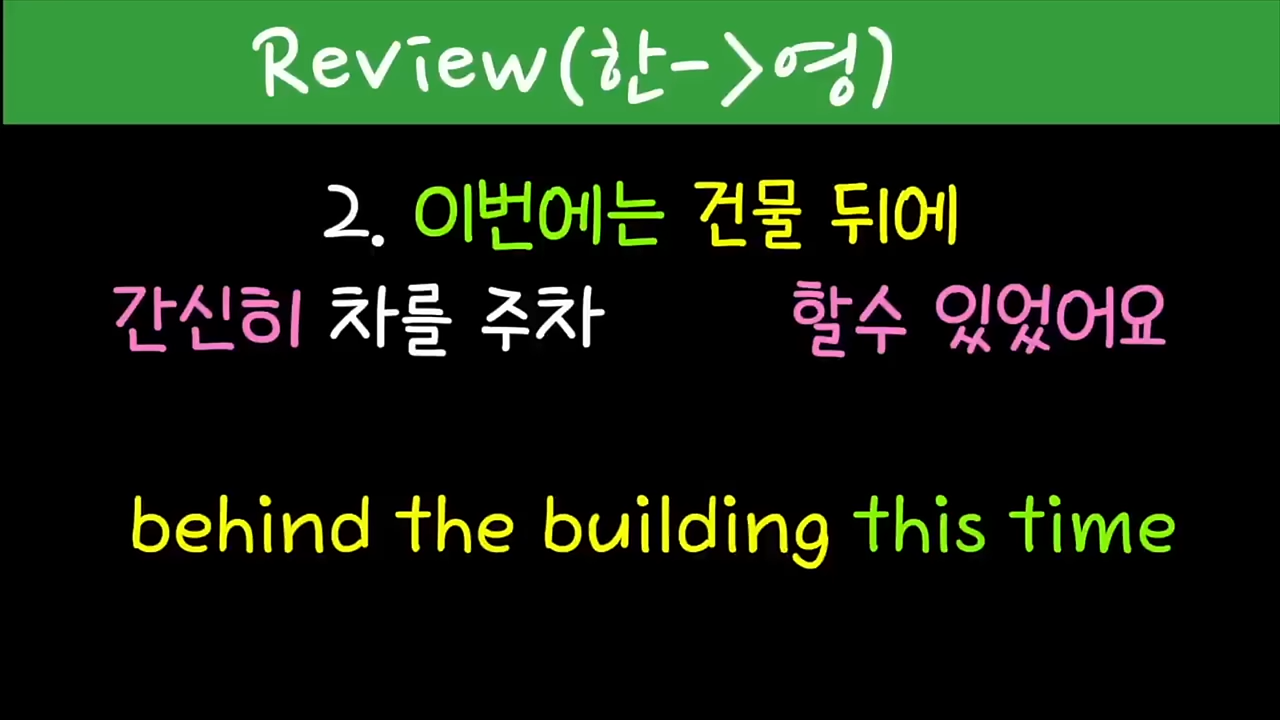 Review(한->영)
2. 이번에는 건물 뒤에
간신히 차를 주차 할수 있었어요
behind the building this time